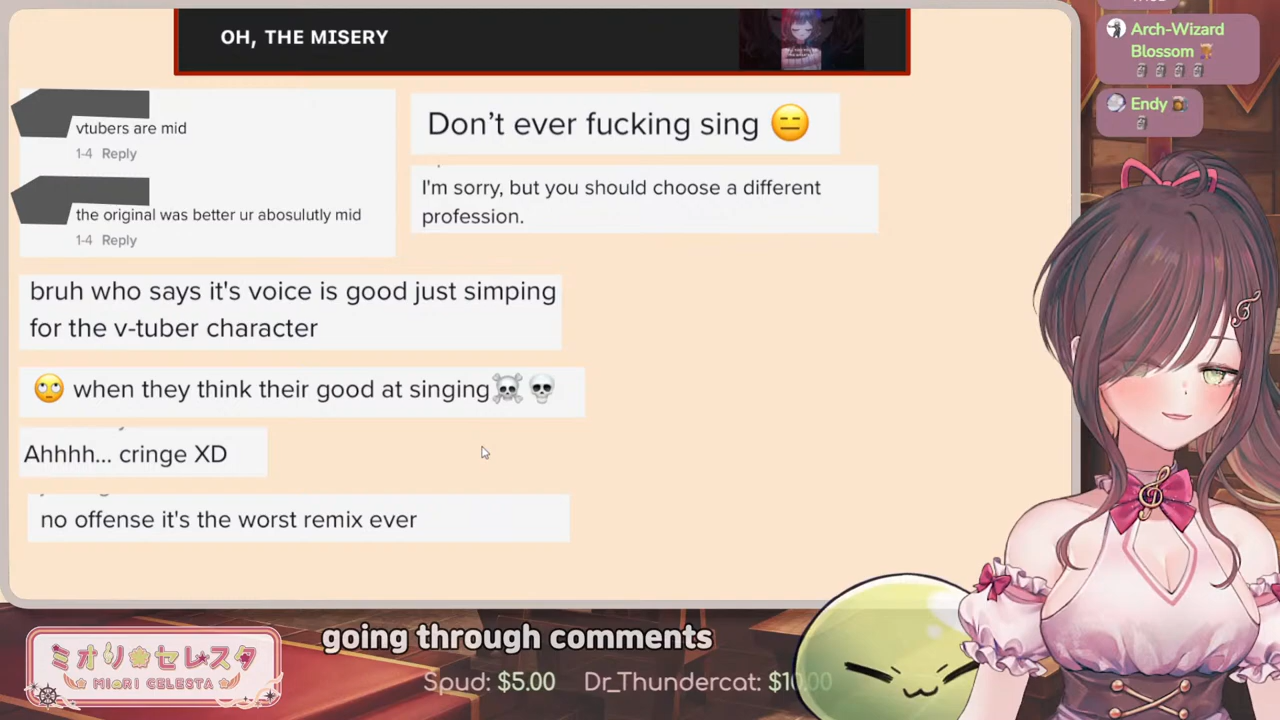 OH, THE MISERY
vtubers are mid
1-4 Reply
the original was better ur abosulutly mid
1-4 Reply
Don’t ever fucking sing 😑
I'm sorry, but you should choose a different
profession.
bruh who says it's voice is good just simping
for the v-tuber character
🙄 when they think their good at singing☠️💀
Ahhhh... cringe XD
no offense it's the worst remix ever
Arch-Wizard
Blossom
Endy
going through comments
Spud: $5.00 Dr_Thundercat: $10.00
ミオリ セレスタ
MIORI CELESTA